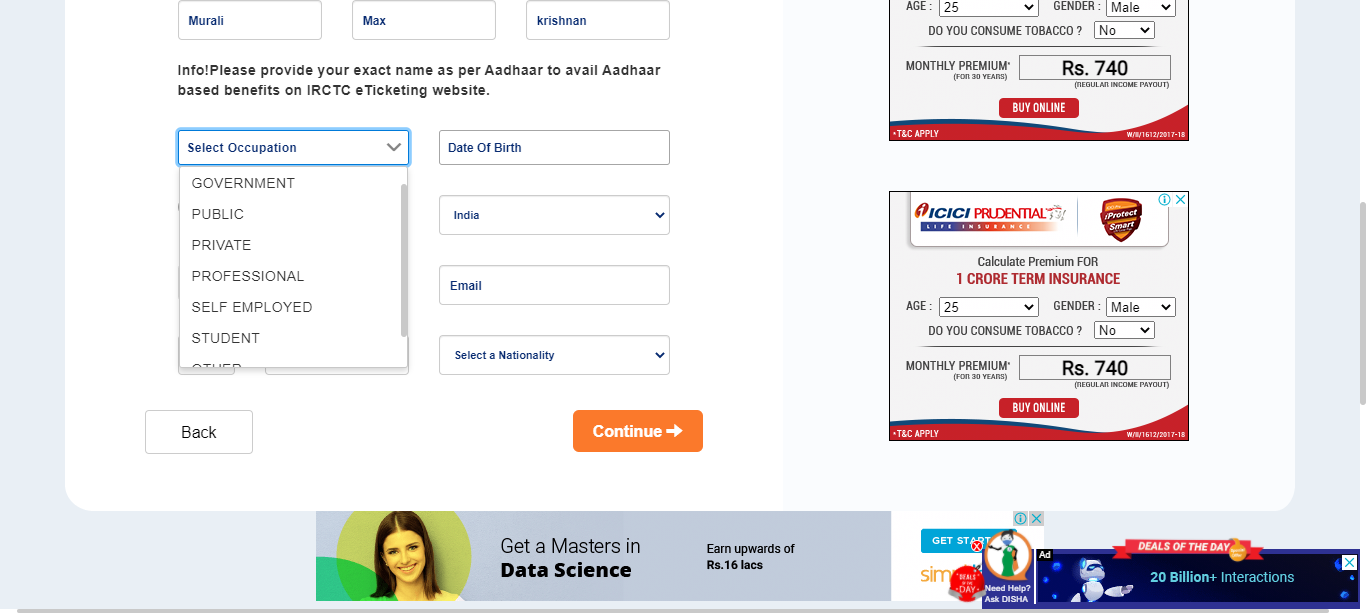 Murali
Max
krishnan
Info!Please provide your exact name as per Aadhaar to avail Aadhaar
based benefits on IRCTC eTicketing website.
Select Occupation
Date Of Birth
GOVERNMENT
PUBLIC
PRIVATE
PROFESSIONAL
SELF EMPLOYED
STUDENT
OTHER
India
Email
Select a Nationality
Back
Continue
AGE : 25 GENDER : Male
DO YOU CONSUME TOBACCO ? No
MONTHLY PREMIUM* Rs. 740
(FOR 30 YEARS) (REGULAR INCOME PAYOUT)
BUY ONLINE
*T&C APPLY W/II/1612/2017-18
ICICI PRUDENTIAL
LIFE INSURANCE
iProtect
Smart
Calculate Premium FOR
1 CRORE TERM INSURANCE
AGE : 25 GENDER : Male
DO YOU CONSUME TOBACCO ? No
MONTHLY PREMIUM* Rs. 740
(FOR 30 YEARS) (REGULAR INCOME PAYOUT)
BUY ONLINE
*T&C APPLY W/II/1612/2017-18
Get a Masters in
Data Science
Earn upwards of
Rs.16 lacs
GET START
simp
DEALS
OF THE
DAY
Need Help?
Ask DISHA
Ad
DEALS OF THE DAY
20 Billion+ Interactions